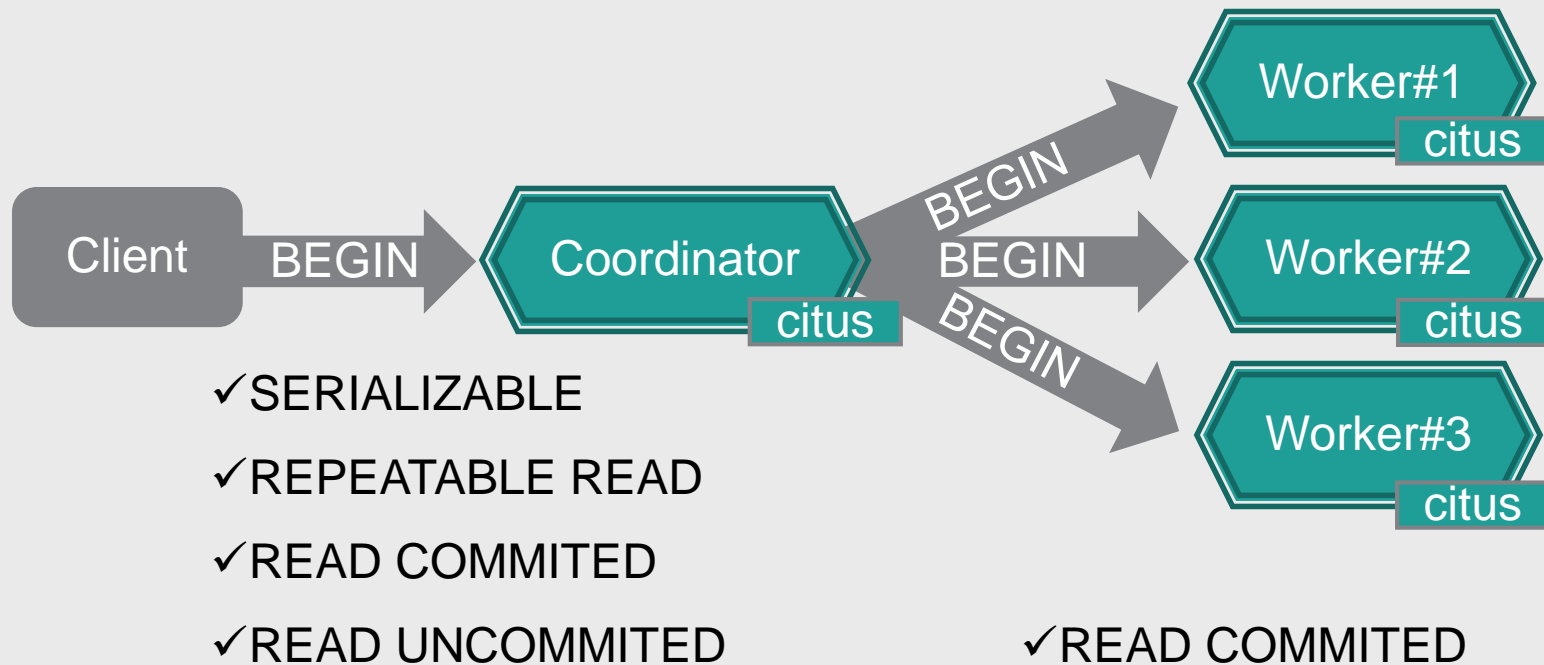 Worker#1
citus
BEGIN
Client
BEGIN
Coordinator
citus
BEGIN
Worker#2
citus
BEGIN
Worker#3
citus
✓SERIALIZABLE
✓REPEATABLE READ
✓READ COMMITED
✓READ UNCOMMITED
✓READ COMMITED